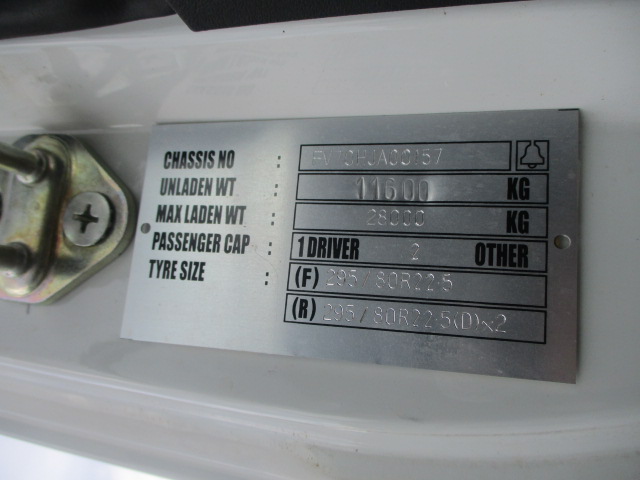 CHASSIS NO : FV70HJA00157
UNLADEN WT : 11600 KG
MAX LADEN WT : 28000 KG
PASSENGER CAP : 1 DRIVER 2 OTHER
TYRE SIZE : (F) 295/80R22·5
(R) 295/80R22·5(D)×2